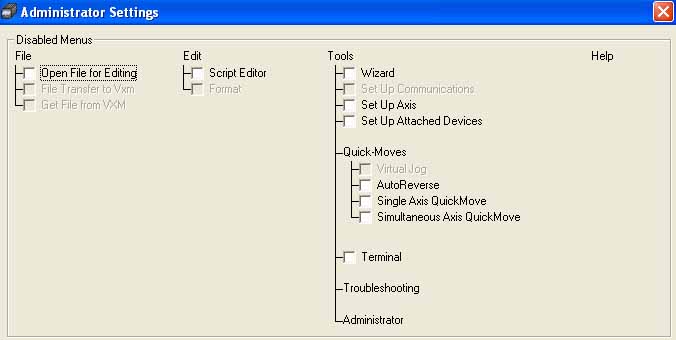 Administrator Settings
Disabled Menus
File
Open File for Editing
File Transfer to Vxm
Get File from VXM
Edit
Script Editor
Format
Tools
Wizard
Set Up Communications
Set Up Axis
Set Up Attached Devices
Quick-Moves
Virtual Jog
AutoReverse
Single Axis QuickMove
Simultaneous Axis QuickMove
Terminal
Troubleshooting
Administrator
Help